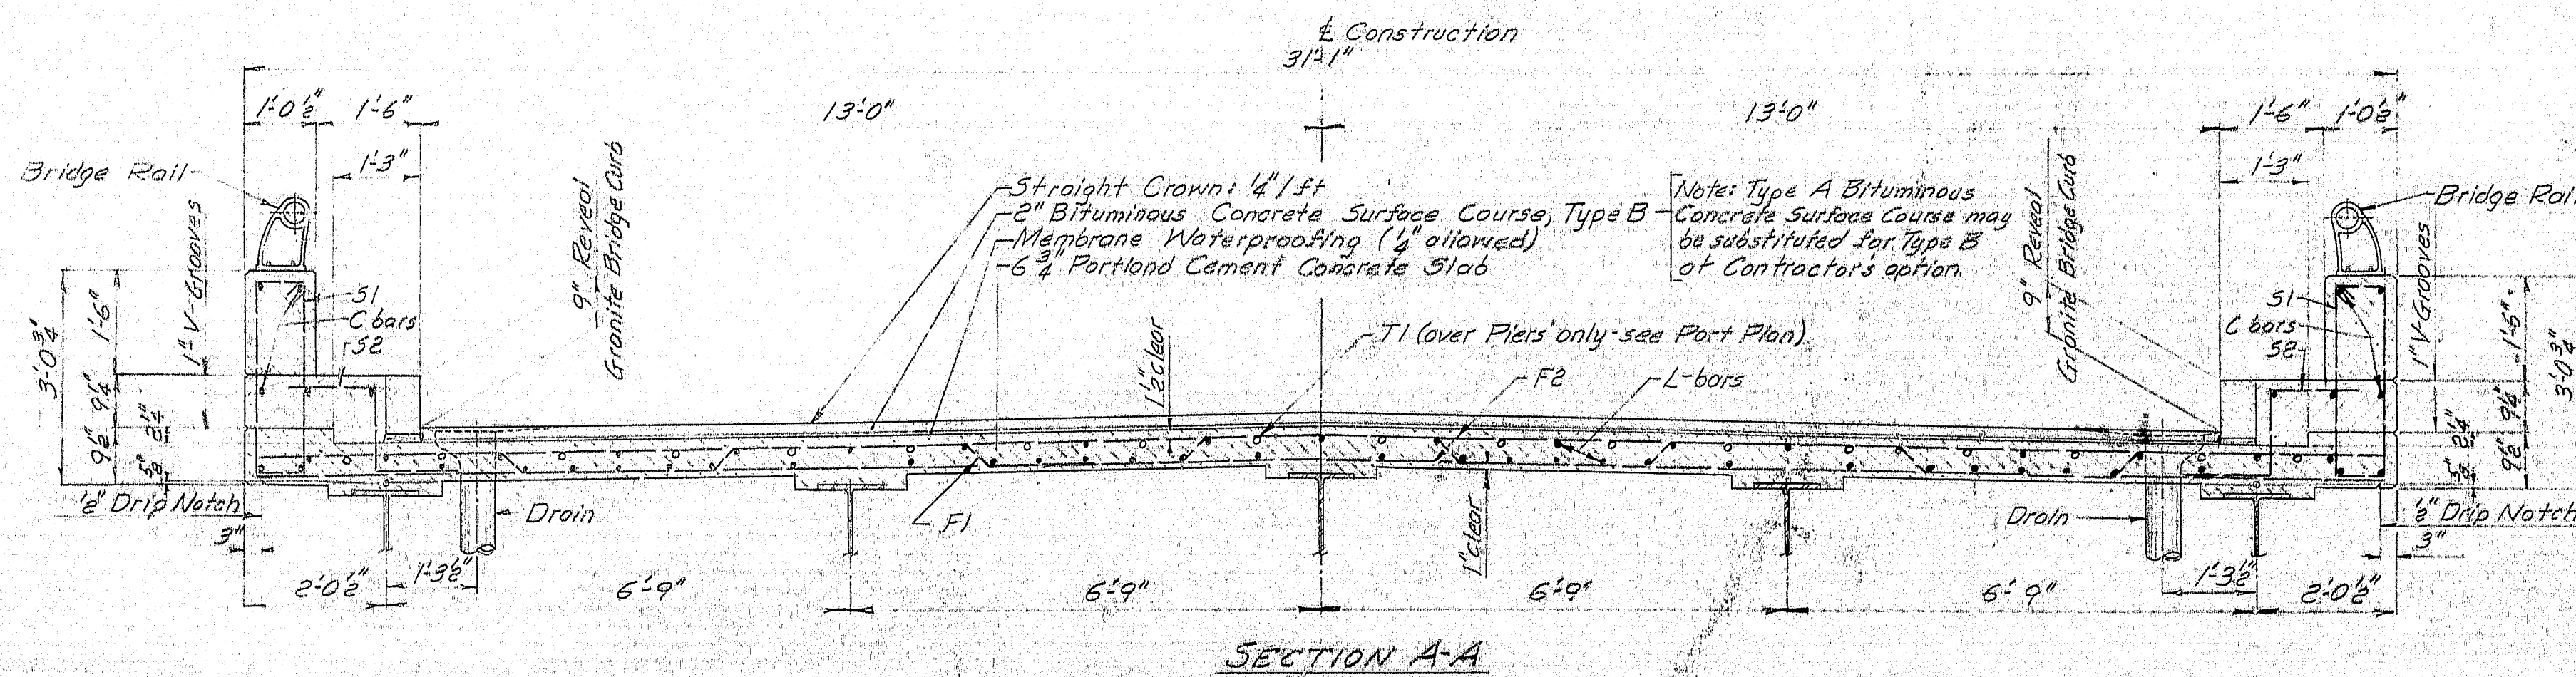 ℄ Construction
31'-1"
1'-0½" 1'-6" 13'-0" 13'-0" 1'-6" 1'-0½"
1'-3" 1'-3"
Bridge Rail
Bridge Rail
1" V-Grooves
9" Reveal
Granite Bridge Curb
Straight Crown: ¼"/ft
2" Bituminous Concrete Surface Course, Type B
Membrane Waterproofing (¼" allowed)
6¾" Portland Cement Concrete Slab
Note: Type A Bituminous
Concrete Surface Course may
be substituted for Type B
at Contractor's option.
9" Reveal
Granite Bridge Curb
1" V-Grooves
S1
C bars
S2
S1
C bars
S2
3'-0¾"
1'-6"
9¼"
9½"
2¼"
⅝"
1½" clear
T1 (over Piers only-see Part Plan)
F2
L-bars
1'-6"
3'-0¾"
9¼"
9½"
2¼"
⅝"
½" Drip Notch
3"
Drain
F1
1" clear
Drain
½" Drip Notch
3"
2'-0½" 1'-3½" 6'-9" 6'-9" 6'-9" 6'-9" 1'-3½" 2'-0½"
SECTION A-A